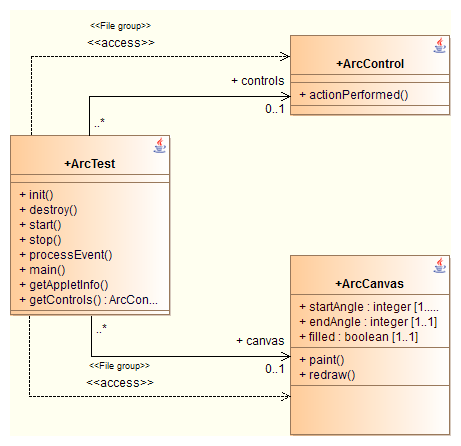 <<File group>>
<<access>>
+ArcControl
+ controls
0..1
+ actionPerformed()
..*
+ArcTest
+ init()
+ destroy()
+ start()
+ stop()
+ processEvent()
+ main()
+ getAppletInfo()
+ getControls() : ArcCon...
+ArcCanvas
+ startAngle : integer [1.....
+ endAngle : integer [1..1]
+ filled : boolean [1..1]
+ paint()
+ redraw()
..*
+ canvas
0..1
<<File group>>
<<access>>